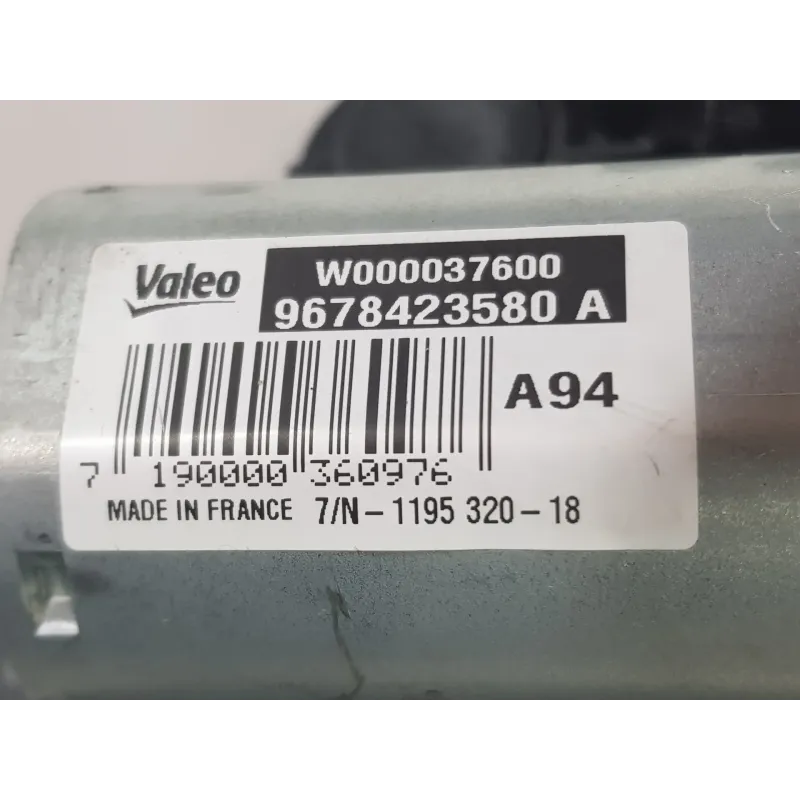 Valeo W000037600
9678423580 A
A94
7 190000 360976
MADE IN FRANCE 7/N-1195 320-18